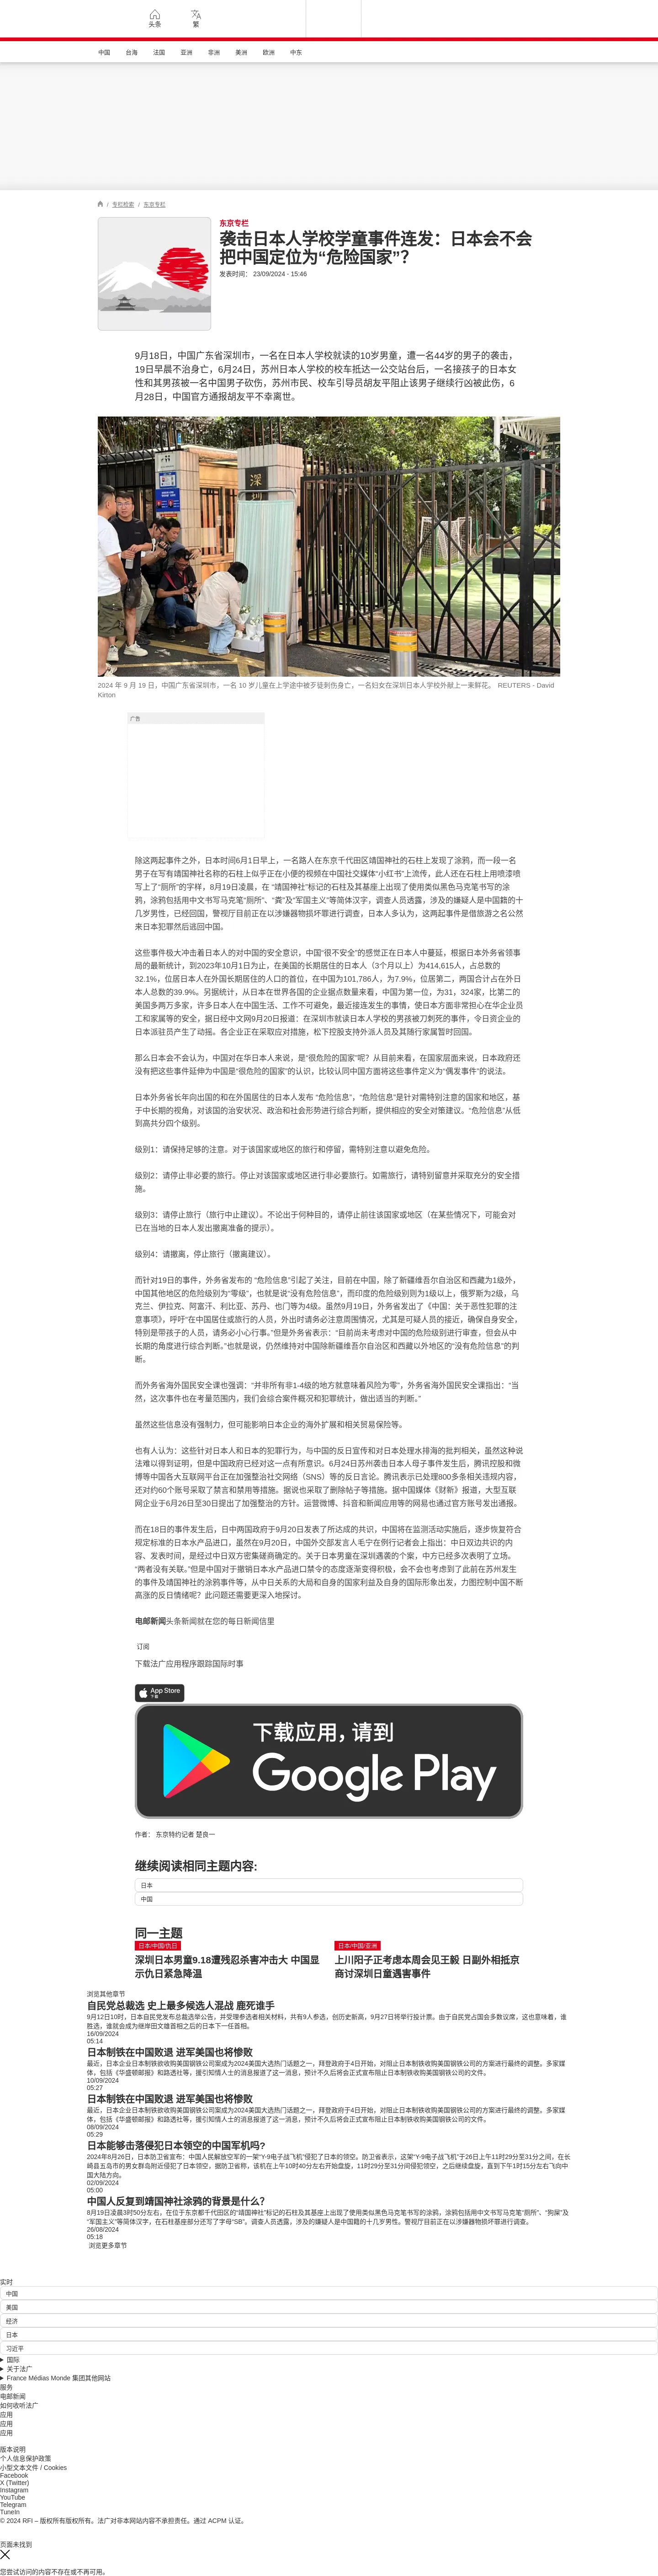 头条
繁
中国 台海 法国 亚洲 非洲 美洲 欧洲 中东
/ 专栏检索 / 东京专栏
东京专栏
袭击日本人学校学童事件连发：日本会不会
把中国定位为“危险国家”？
发表时间： 23/09/2024 - 15:46
9月18日，中国广东省深圳市，一名在日本人学校就读的10岁男童，遭一名44岁的男子的袭击，
19日早晨不治身亡，6月24日，苏州日本人学校的校车抵达一公交站台后，一名接孩子的日本女
性和其男孩被一名中国男子砍伤，苏州市民、校车引导员胡友平阻止该男子继续行凶被此伤，6
月28日，中国官方通报胡友平不幸离世。
深圳
2024 年 9 月 19 日，中国广东省深圳市，一名 10 岁儿童在上学途中被歹徒刺伤身亡，一名妇女在深圳日本人学校外献上一束鲜花。 REUTERS - David
Kirton
广告
除这两起事件之外，日本时间6月1日早上，一名路人在东京千代田区靖国神社的石柱上发现了涂鸦，而一段一名
男子在写有靖国神社名称的石柱上似乎正在小便的视频在中国社交媒体“小红书”上流传，此人还在石柱上用喷漆喷
写上了“厕所”的字样，8月19日凌晨，在 “靖国神社”标记的石柱及其基座上出现了使用类似黑色马克笔书写的涂
鸦，涂鸦包括用中文书写马克笔“厕所”、“粪”及“军国主义”等简体汉字，调查人员透露，涉及的嫌疑人是中国籍的十
几岁男性，已经回国，警视厅目前正在以涉嫌器物损坏罪进行调查，日本人多认为，这两起事件是借旅游之名公然
来日本犯罪然后逃回中国。
这些事件极大冲击着日本人的对中国的安全意识，中国“很不安全”的感觉正在日本人中蔓延，根据日本外务省领事
局的最新统计，到2023年10月1日为止，在美国的长期居住的日本人（3个月以上）为414,615人，占总数的
32.1%，位居日本人在外国长期居住的人口的首位，在中国为101,786人，为7.9%，位居第二，两国合计占在外日
本人总数的39.9%。另据统计，从日本在世界各国的企业据点数量来看，中国为第一位，为31，324家，比第二的
美国多两万多家，许多日本人在中国生活、工作不可避免，最近接连发生的事情，使日本方面非常担心在华企业员
工和家属等的安全，据日经中文网9月20日报道：在深圳市就读日本人学校的男孩被刀刺死的事件，令日资企业的
日本派驻员产生了动摇。各企业正在采取应对措施，松下控股支持外派人员及其随行家属暂时回国。
那么日本会不会认为，中国对在华日本人来说，是“很危险的国家”呢？从目前来看，在国家层面来说，日本政府还
没有把这些事件延伸为中国是“很危险的国家”的认识，比较认同中国方面将这些事件定义为“偶发事件”的说法。
日本外务省长年向出国的和在外国居住的日本人发布 “危险信息”，“危险信息”是针对需特别注意的国家和地区，基
于中长期的视角，对该国的治安状况、政治和社会形势进行综合判断，提供相应的安全对策建议。“危险信息”从低
到高共分四个级别。
级别1：请保持足够的注意。对于该国家或地区的旅行和停留，需特别注意以避免危险。
级别2：请停止非必要的旅行。停止对该国家或地区进行非必要旅行。如需旅行，请特别留意并采取充分的安全措
施。
级别3：请停止旅行（旅行中止建议）。不论出于何种目的，请停止前往该国家或地区（在某些情况下，可能会对
已在当地的日本人发出撤离准备的提示）。
级别4：请撤离，停止旅行（撤离建议）。
而针对19日的事件，外务省发布的 “危险信息”引起了关注，目前在中国，除了新疆维吾尔自治区和西藏为1级外，
中国其他地区的危险级别为“零级”，也就是说“没有危险信息”，而印度的危险级别则为1级以上，俄罗斯为2级，乌
克兰、伊拉克、阿富汗、利比亚、苏丹、也门等为4级。虽然9月19日，外务省发出了《中国：关于恶性犯罪的注
意事项》，呼吁“在中国居住或旅行的人员，外出时请务必注意周围情况，尤其是可疑人员的接近，确保自身安全，
特别是带孩子的人员，请务必小心行事。”但是外务省表示：“目前尚未考虑对中国的危险级别进行审查，但会从中
长期的角度进行综合判断。”也就是说，仍然维持对中国除新疆维吾尔自治区和西藏以外地区的“没有危险信息”的判
断。
而外务省海外国民安全课也强调：“并非所有非1-4级的地方就意味着风险为零”，外务省海外国民安全课指出：“当
然，这次事件也在考量范围内，我们会综合案件概况和犯罪统计，做出适当的判断。”
虽然这些信息没有强制力，但可能影响日本企业的海外扩展和相关贸易保险等。
也有人认为：这些针对日本人和日本的犯罪行为，与中国的反日宣传和对日本处理水排海的批判相关，虽然这种说
法难以得到证明，但是中国政府已经对这一点有所意识。6月24日苏州袭击日本人母子事件发生后，腾讯控股和微
博等中国各大互联网平台正在加强整治社交网络（SNS）等的反日言论。腾讯表示已处理800多条相关违规内容，
还对约60个账号采取了禁言和禁用等措施。据说也采取了删除帖子等措施。据中国媒体《财新》报道，大型互联
网企业于6月26日至30日提出了加强整治的方针。运营微博、抖音和新闻应用等的网易也通过官方账号发出通报。
而在18日的事件发生后，日中两国政府于9月20日发表了所达成的共识，中国将在监测活动实施后，逐步恢复符合
规定标准的日本水产品进口，虽然在9月20日，中国外交部发言人毛宁在例行记者会上指出：中日双边共识的内
容、发表时间，是经过中日双方密集磋商确定的。关于日本男童在深圳遇袭的个案，中方已经多次表明了立场。
“两者没有关联。”但是中国对于撤销日本水产品进口禁令的态度逐渐变得积极，会不会也考虑到了此前在苏州发生
的事件及靖国神社的涂鸦事件等，从中日关系的大局和自身的国家利益及自身的国际形象出发，力图控制中国不断
高涨的反日情绪呢？此问题还需要更深入地探讨。
电邮新闻头条新闻就在您的每日新闻信里
订阅
下载法广应用程序跟踪国际时事
App Store
下载
下载应用，请到
Google Play
作者： 东京特约记者 楚良一
继续阅读相同主题内容:
日本
中国
同一主题
日本/中国/仇日
深圳日本男童9.18遭残忍杀害冲击大 中国显
示仇日紧急降温
日本/中国/亚洲
上川阳子正考虑本周会见王毅 日副外相抵京
商讨深圳日童遇害事件
浏览其他章节
自民党总裁选 史上最多候选人混战 鹿死谁手
9月12日10时，日本自民党发布总裁选举公告，并受理参选者相关材料，共有9人参选，创历史新高，9月27日将举行投计票。由于自民党占国会多数议席，这也意味着，谁
胜选，谁就会成为继岸田文雄首相之后的日本下一任首相。
16/09/2024
05:14
日本制铁在中国败退 进军美国也将惨败
最近，日本企业日本制铁欲收购美国钢铁公司案成为2024美国大选热门话题之一，拜登政府于4日开始，对阻止日本制铁收购美国钢铁公司的方案进行最终的调整。多家媒
体，包括《华盛顿邮报》和路透社等，援引知情人士的消息报道了这一消息，预计不久后将会正式宣布阻止日本制铁收购美国钢铁公司的文件。
10/09/2024
05:27
日本制铁在中国败退 进军美国也将惨败
最近，日本企业日本制铁欲收购美国钢铁公司案成为2024美国大选热门话题之一，拜登政府于4日开始，对阻止日本制铁收购美国钢铁公司的方案进行最终的调整。多家媒
体，包括《华盛顿邮报》和路透社等，援引知情人士的消息报道了这一消息，预计不久后将会正式宣布阻止日本制铁收购美国钢铁公司的文件。
08/09/2024
05:29
日本能够击落侵犯日本领空的中国军机吗？
2024年8月26日，日本防卫省宣布：中国人民解放空军的一架“Y-9电子战飞机”侵犯了日本的领空。防卫省表示，这架“Y-9电子战飞机”于26日上午11时29分至31分之间，在长
崎县五岛市的男女群岛附近侵犯了日本领空，据防卫省称，该机在上午10时40分左右开始盘旋，11时29分至31分间侵犯领空，之后继续盘旋，直到下午1时15分左右飞向中
国大陆方向。
02/09/2024
05:00
中国人反复到靖国神社涂鸦的背景是什么？
8月19日凌晨3时50分左右，在位于东京都千代田区的“靖国神社”标记的石柱及其基座上出现了使用类似黑色马克笔书写的涂鸦，涂鸦包括用中文书写马克笔“厕所”、“狗屎”及
“军国主义”等简体汉字，在石柱基座部分还写了字母“SB”。调查人员透露，涉及的嫌疑人是中国籍的十几岁男性。警视厅目前正在以涉嫌器物损坏罪进行调查。
26/08/2024
05:18
浏览更多章节
实时
中国
美国
经济
日本
习近平
国际
关于法广
France Médias Monde 集团其他网站
服务
电邮新闻
如何收听法广
应用
应用
应用
版本说明
个人信息保护政策
小型文本文件 / Cookies
Facebook
X (Twitter)
Instagram
YouTube
Telegram
TuneIn
© 2024 RFI – 版权所有版权所有。法广对非本网站内容不承担责任。通过 ACPM 认证。
页面未找到
您尝试访问的内容不存在或不再可用。